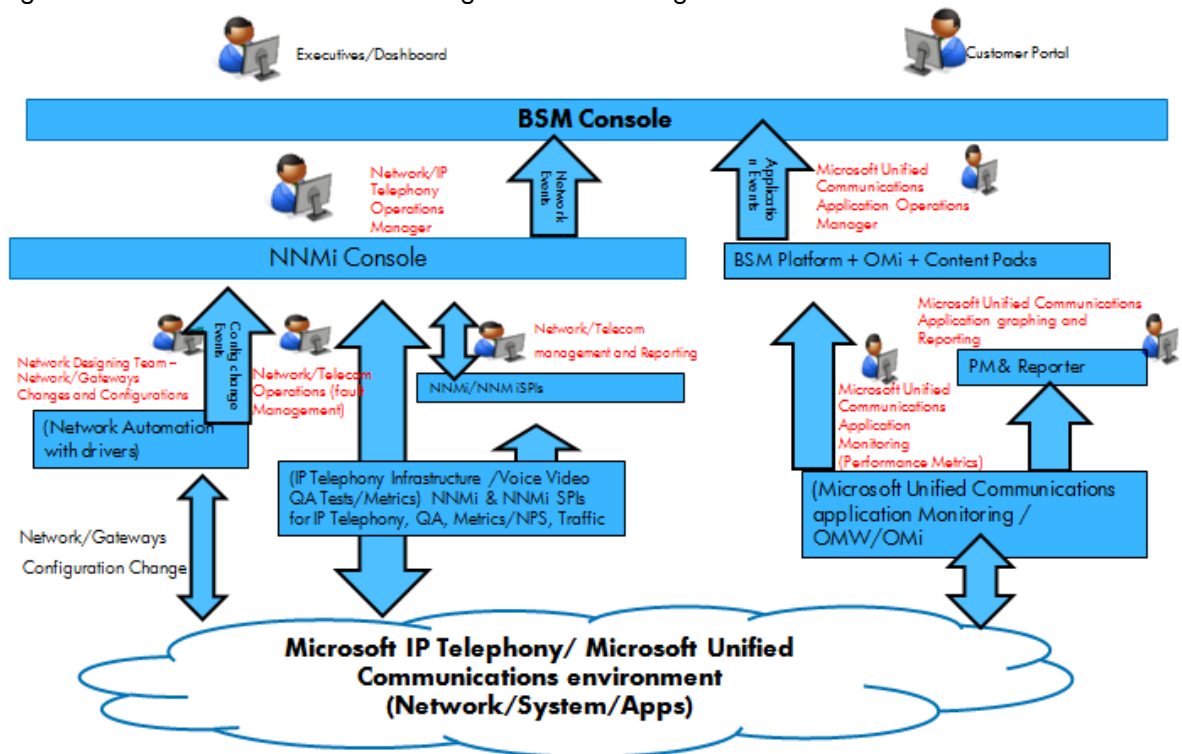 Executives/Dashboard
Customer Portal
BSM Console
Network/IP
Telephony
Operations
Manager
Network
Events
Applicatio
n Events
Microsoft Unified
Communications
Application Operations
Manager
NNMi Console
BSM Platform + OMi + Content Packs
Config change
Events
Network Designing Team –
Network/Gateways
Changes and Configurations
Network/Telecom
Operations (fault
Management)
Network/Telecom
management and Reporting
Microsoft Unified Communications
Application graphing and
Reporting
NNMi/NNMiSPIs
PM& Reporter
Microsoft Unified
Communications
Application
Monitoring
(Performance Metrics)
(Network Automation
with drivers)
(IP Telephony Infrastructure /Voice Video
QA Tests/Metrics) NNMi & NNMi SPIs
for IP Telephony, QA, Metrics/NPS, Traffic
(Microsoft Unified Communications
application Monitoring /
OMW/OMi
Network/Gateways
Configuration Change
Microsoft IP Telephony/ Microsoft Unified
Communications environment
(Network/System/Apps)